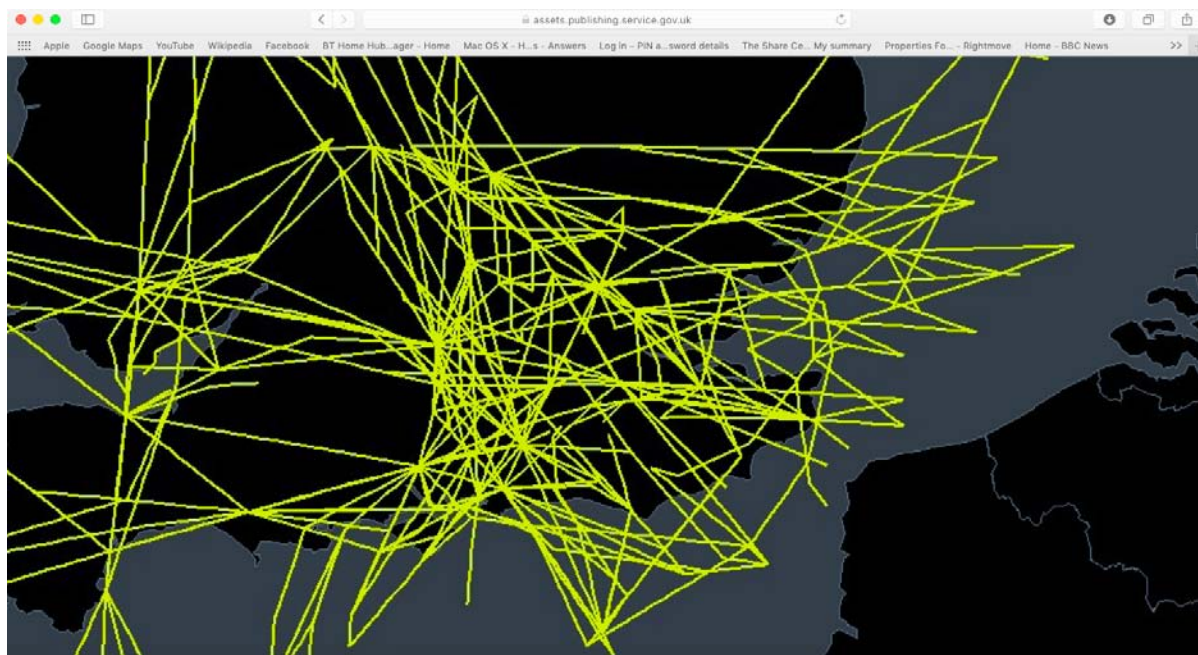 assets.publishing.service.gov.uk
Apple Google Maps YouTube Wikipedia Facebook BT Home Hub...ager - Home Mac OS X - H...s - Answers Log in - PIN a...sword details The Share Ce... My summary Properties Fo... - Rightmove Home - BBC News >>